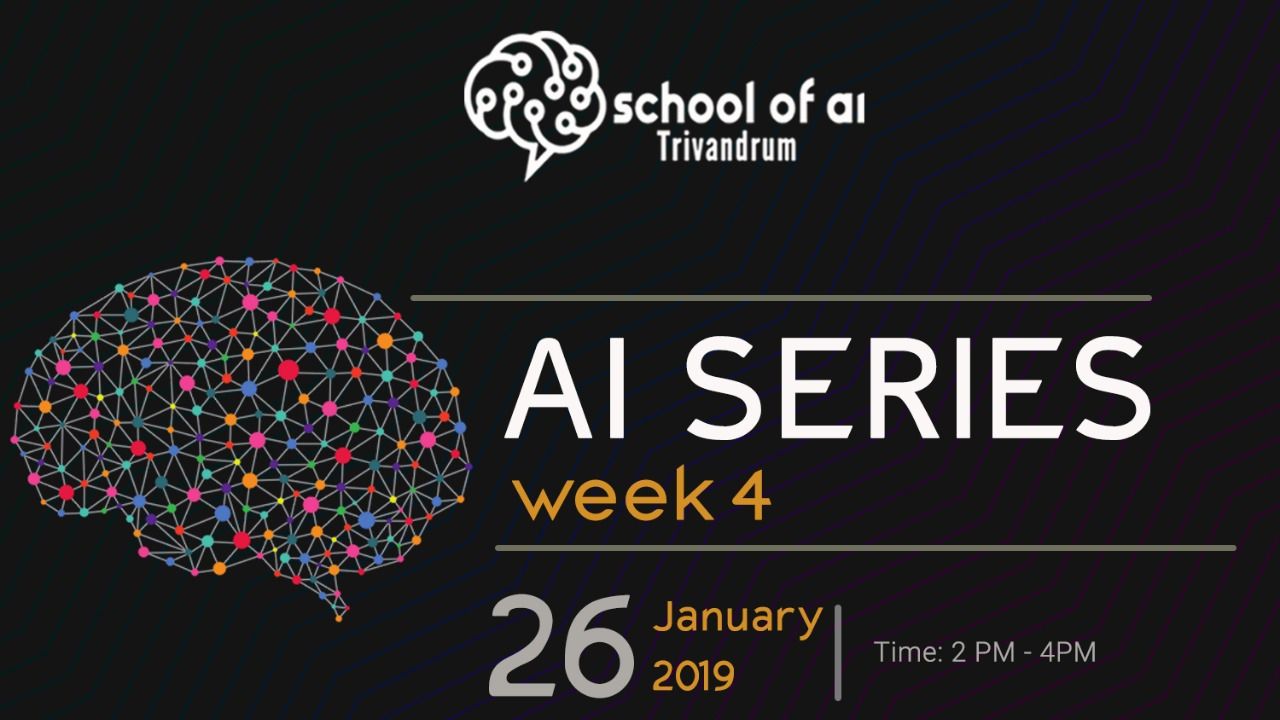 school of ai
Trivandrum
AI SERIES
week 4
26 January
2019
Time: 2 PM - 4PM